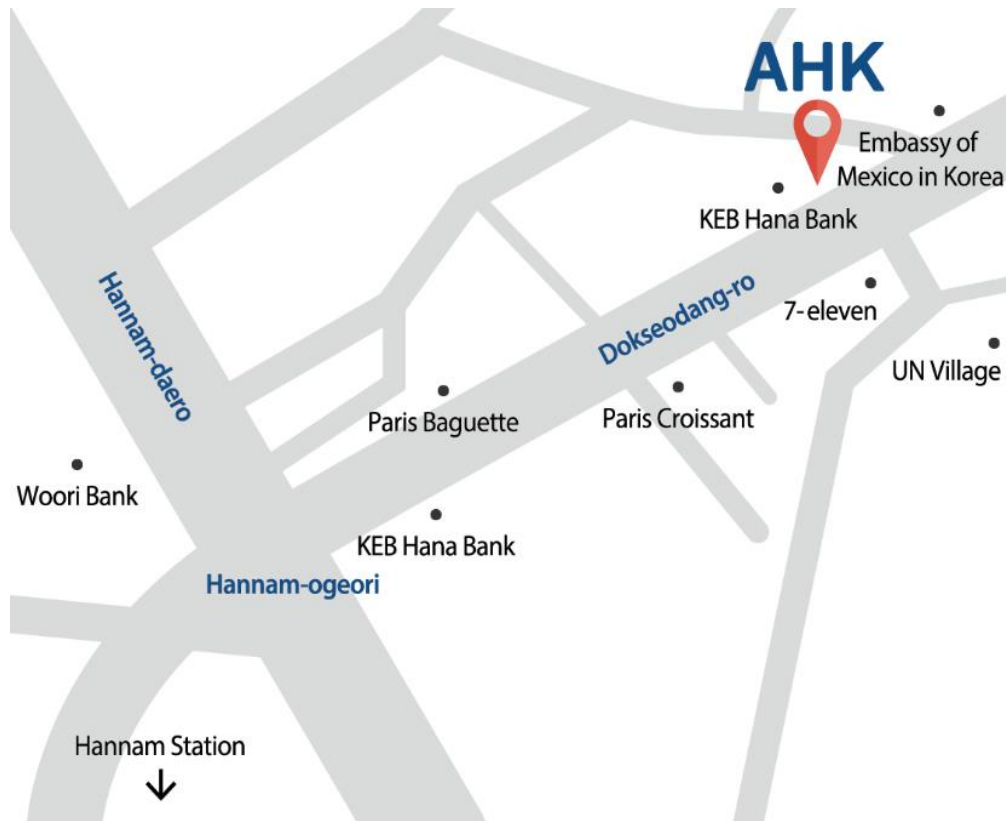 AHK
Embassy of
Mexico in Korea
KEB Hana Bank
Hannam-daero
Dokseodang-ro
7-eleven
UN Village
Paris Baguette
Paris Croissant
Woori Bank
KEB Hana Bank
Hannam-ogeori
Hannam Station